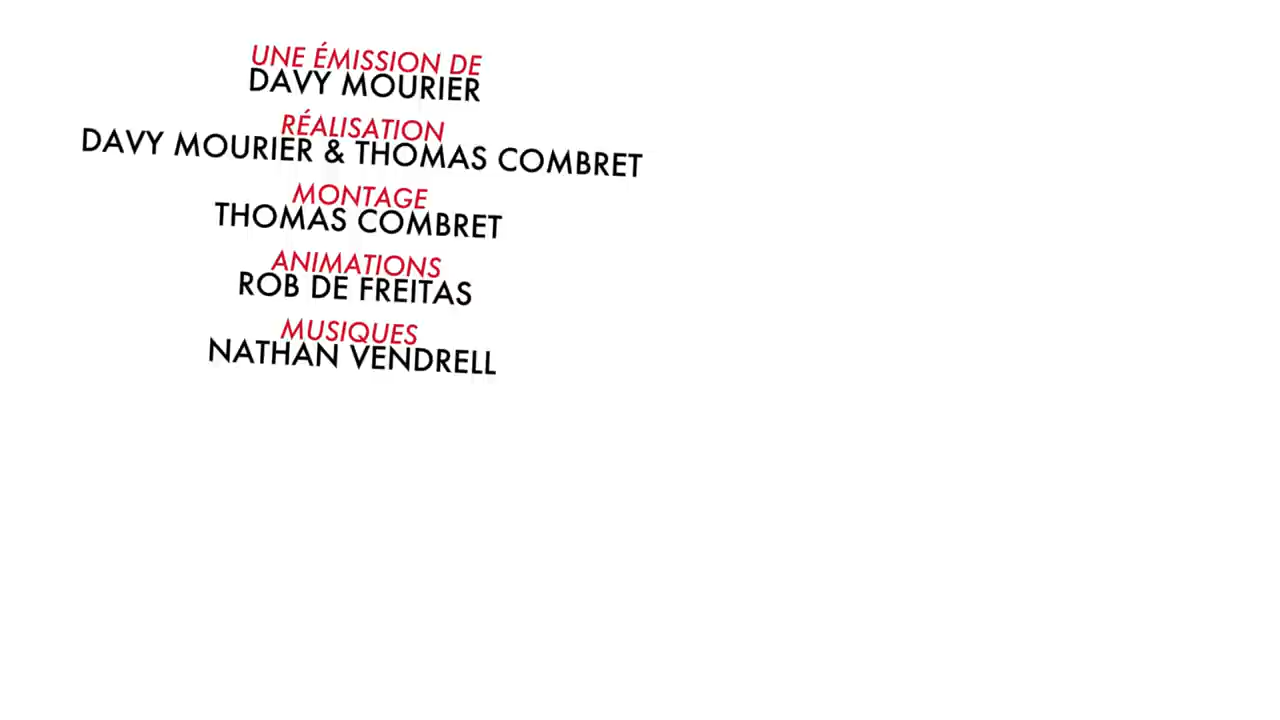 UNE ÉMISSION DE
DAVY MOURIER
RÉALISATION
DAVY MOURIER & THOMAS COMBRET
MONTAGE
THOMAS COMBRET
ANIMATIONS
ROB DE FREITAS
MUSIQUES
NATHAN VENDRELL